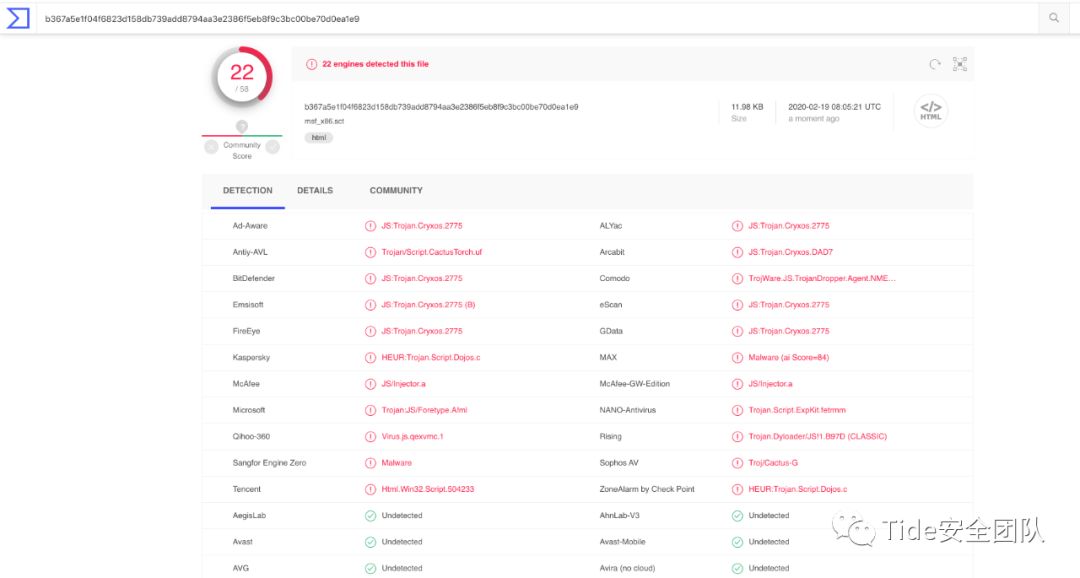 b367a5e1f04f6823d158db739add8794aa3e2386f5eb8f9c3bc00be70d0ea1e9
22
/ 58
22 engines detected this file
b367a5e1f04f6823d158db739add8794aa3e2386f5eb8f9c3bc00be70d0ea1e9
msf_x86.sct
html
11.98 KB
Size
2020-02-19 08:05:21 UTC
a moment ago
</>
HTML
?
Community
Score
DETECTION DETAILS COMMUNITY
Ad-Aware JS:Trojan.Cryxos.2775 ALYac JS:Trojan.Cryxos.2775
Antiy-AVL Trojan/Script.CactusTorch.uf Arcabit JS:Trojan.Cryxos.DAD7
BitDefender JS:Trojan.Cryxos.2775 Comodo TrojWare.JS.TrojanDropper.Agent.NME...
Emsisoft JS:Trojan.Cryxos.2775 (B) eScan JS:Trojan.Cryxos.2775
FireEye JS:Trojan.Cryxos.2775 GData JS:Trojan.Cryxos.2775
Kaspersky HEUR:Trojan.Script.Dojos.c MAX Malware (ai Score=84)
McAfee JS/Injector.a McAfee-GW-Edition JS/Injector.a
Microsoft Trojan:JS/Foretype.A!ml NANO-Antivirus Trojan.Script.ExpKit.fetrmm
Qihoo-360 Virus.js.qexvmc.1 Rising Trojan.Dyloader/JS!1.B97D (CLASSIC)
Sangfor Engine Zero Malware Sophos AV Troj/Cactus-G
Tencent Html.Win32.Script.504233 ZoneAlarm by Check Point HEUR:Trojan.Script.Dojos.c
AegisLab Undetected AhnLab-V3 Undetected
Avast Undetected Avast-Mobile Undetected
AVG Undetected Avira (no cloud) Undetected
Tide安全团队